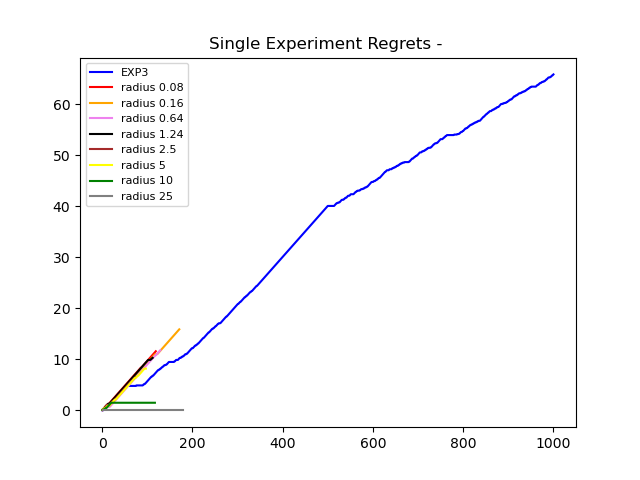 Single Experiment Regrets -
EXP3
radius 0.08
radius 0.16
radius 0.64
radius 1.24
radius 2.5
radius 5
radius 10
radius 25
60
50
40
30
20
10
0
0 200 400 600 800 1000